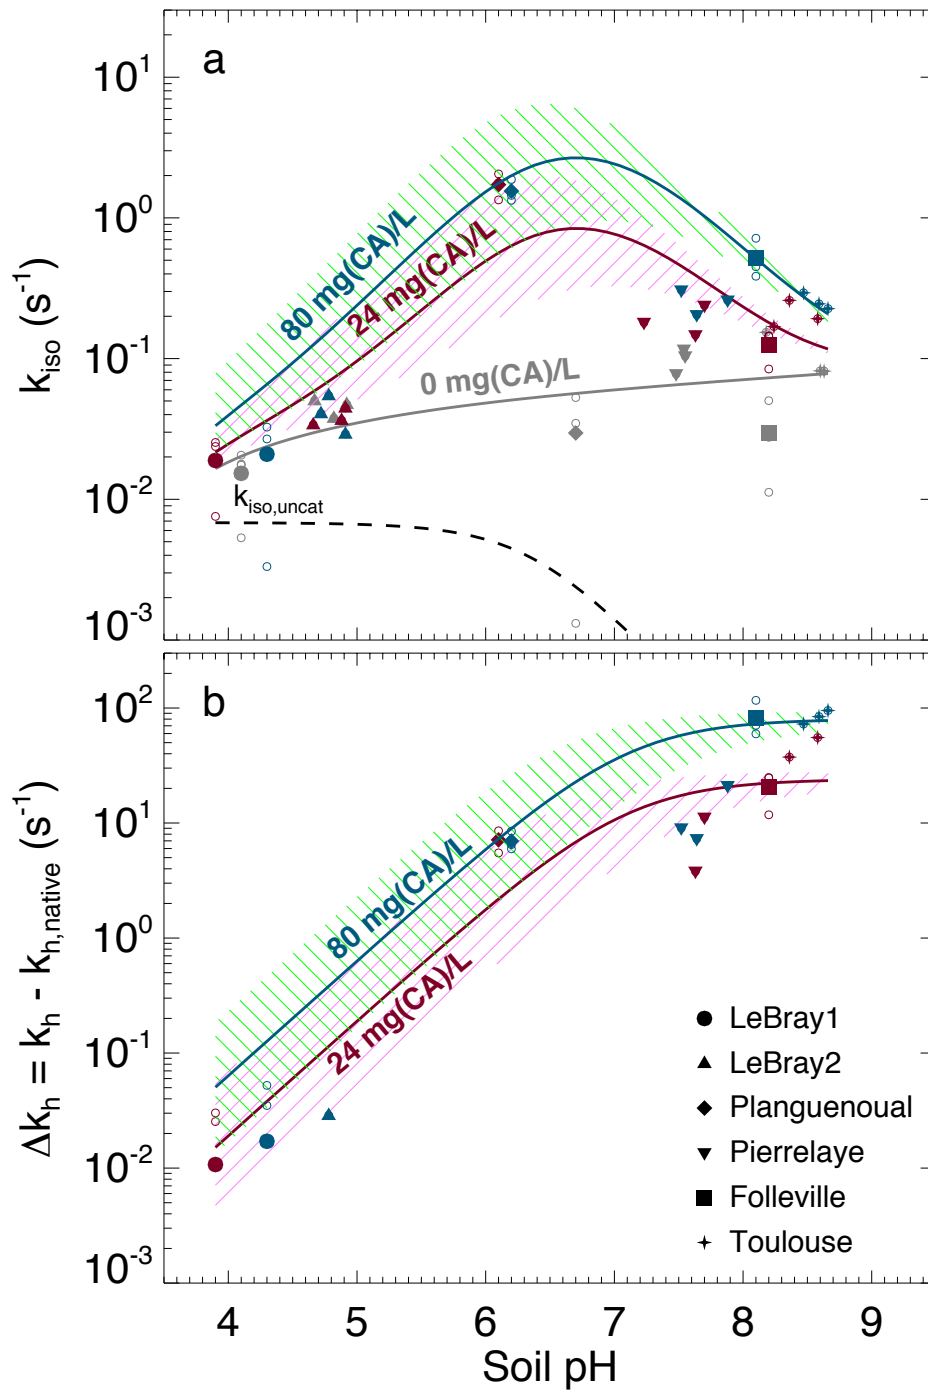 a
10^1
10^0
10^-1
10^-2
10^-3
k_iso (s^-1)
80 mg(CA)/L
24 mg(CA)/L
0 mg(CA)/L
k_iso,uncat
b
10^2
10^1
10^0
10^-1
10^-2
10^-3
Δk_h = k_h - k_h,native (s^-1)
80 mg(CA)/L
24 mg(CA)/L
LeBray1
LeBray2
Planguenoual
Pierrelaye
Folleville
Toulouse
4 5 6 7 8 9
Soil pH